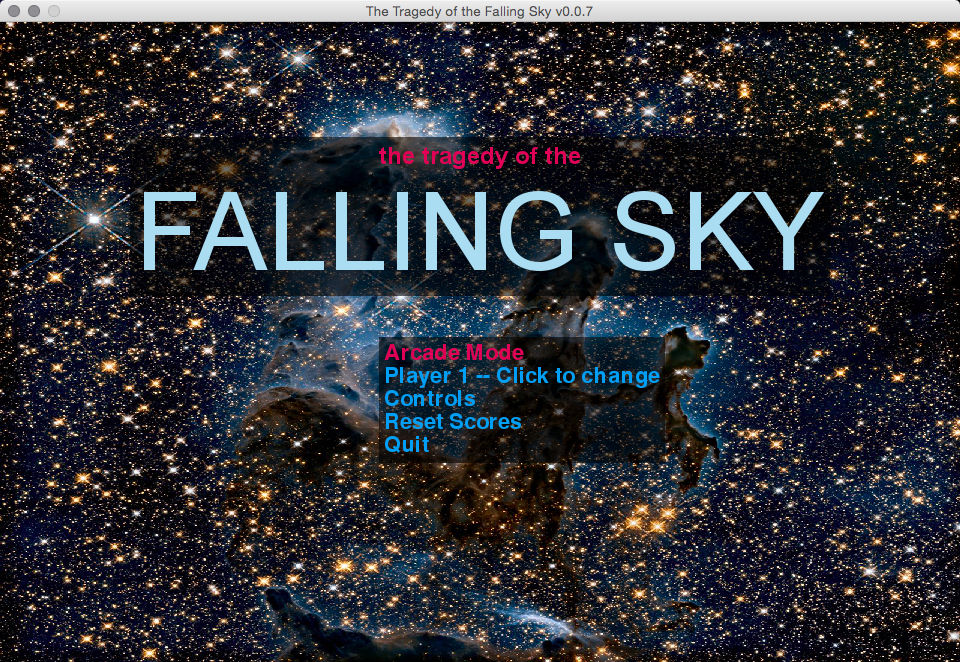 The Tragedy of the Falling Sky v0.0.7
the tragedy of the
FALLING SKY
Arcade Mode
Player 1 -- Click to change
Controls
Reset Scores
Quit